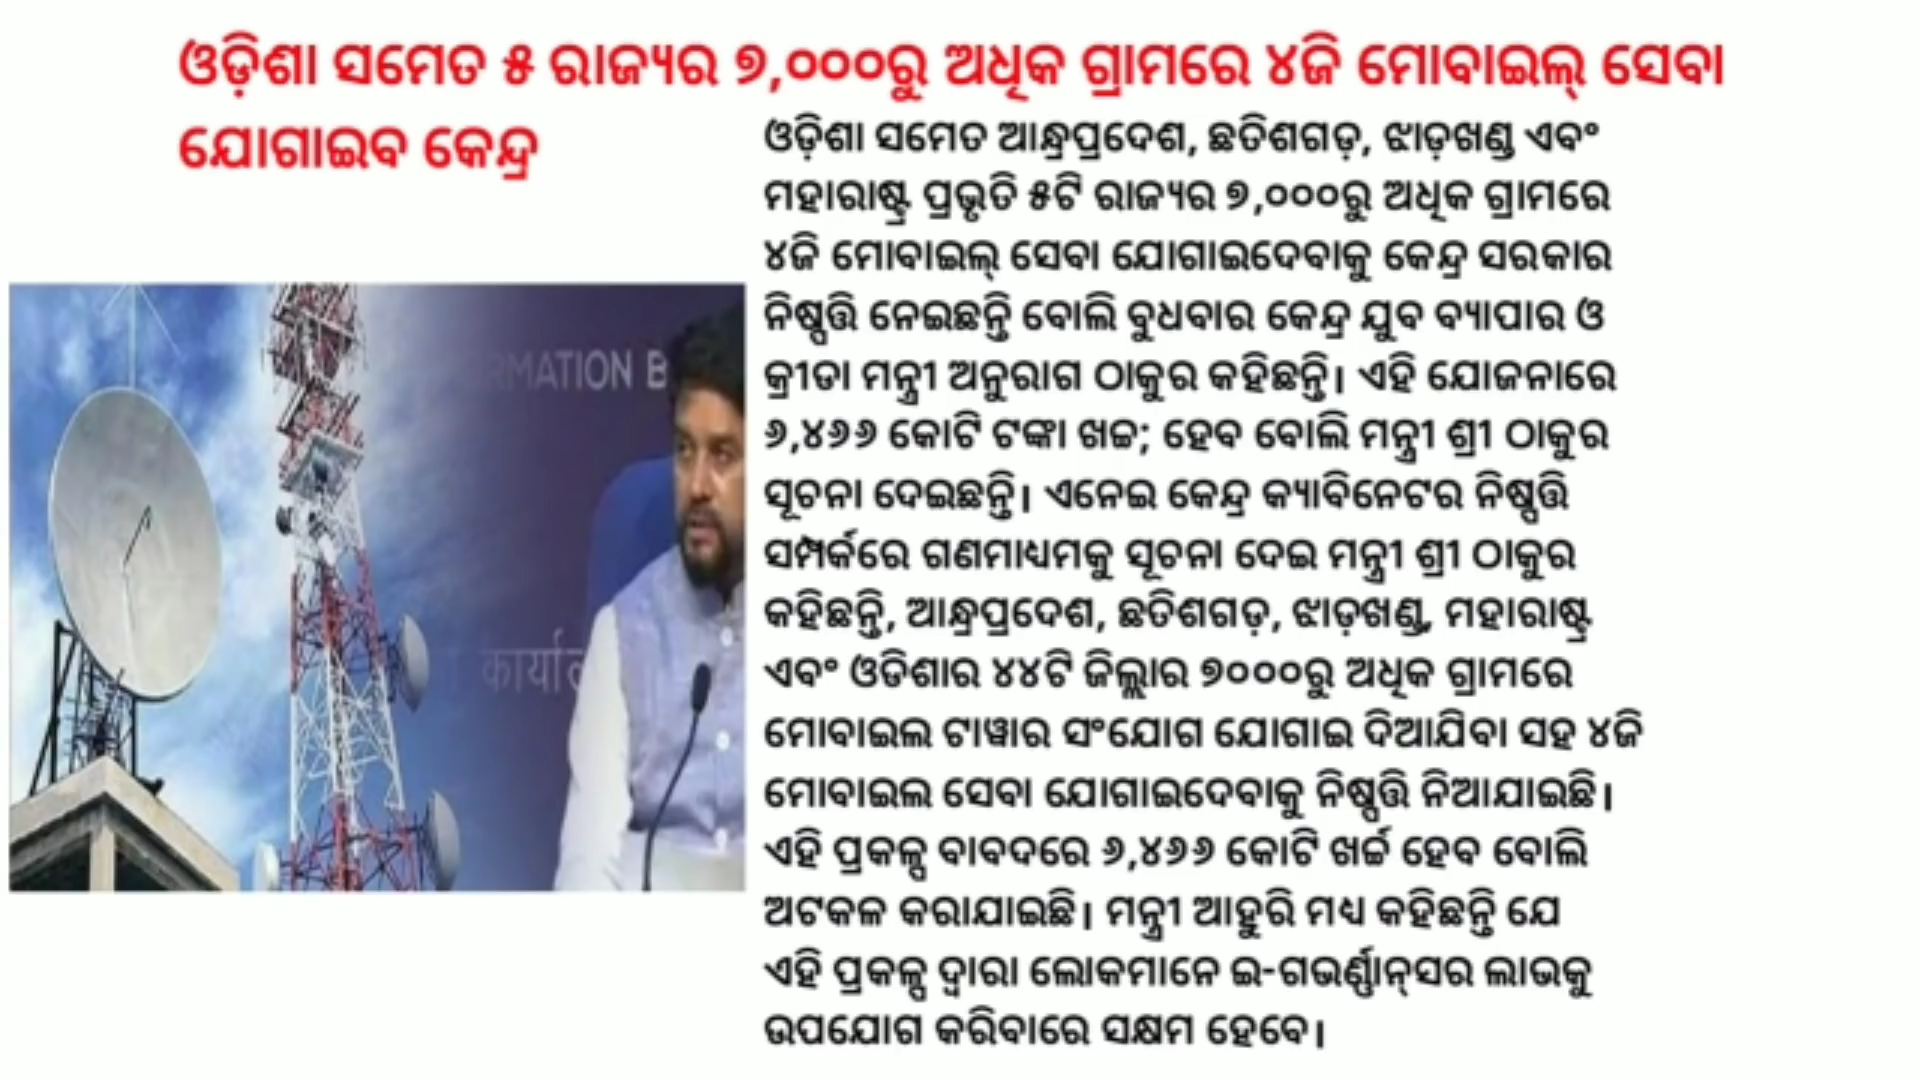 ଓଡ଼ିଶା ସମେତ ୫ ରାଜ୍ୟର ୭,୦୦୦ରୁ ଅଧିକ ଗ୍ରାମରେ ୪ଜି ମୋବାଇଲ୍ ସେବା
ଯୋଗାଇବ କେନ୍ଦ୍ର
ଓଡ଼ିଶା ସମେତ ଆନ୍ଧ୍ରପ୍ରଦେଶ, ଛତିଶଗଡ଼, ଝାଡ଼ଖଣ୍ଡ ଏବଂ
ମହାରାଷ୍ଟ୍ର ପ୍ରଭୃତି ୫ଟି ରାଜ୍ୟର ୭,୦୦୦ରୁ ଅଧିକ ଗ୍ରାମରେ
୪ଜି ମୋବାଇଲ୍ ସେବା ଯୋଗାଇଦେବାକୁ କେନ୍ଦ୍ର ସରକାର
ନିଷ୍ପତ୍ତି ନେଇଛନ୍ତି ବୋଲି ବୁଧବାର କେନ୍ଦ୍ର ଯୁବ ବ୍ୟାପାର ଓ
କ୍ରୀଡା ମନ୍ତ୍ରୀ ଅନୁରାଗ ଠାକୁର କହିଛନ୍ତି। ଏହି ଯୋଜନାରେ
୬,୪୬୬ କୋଟି ଟଙ୍କା ଖଚ୍ଚ; ହେବ ବୋଲି ମନ୍ତ୍ରୀ ଶ୍ରୀ ଠାକୁର
ସୂଚନା ଦେଇଛନ୍ତି। ଏନେଇ କେନ୍ଦ୍ର କ୍ୟାବିନେଟର ନିଷ୍ପତ୍ତି
ସମ୍ପର୍କରେ ଗଣମାଧ୍ୟମକୁ ସୂଚନା ଦେଇ ମନ୍ତ୍ରୀ ଶ୍ରୀ ଠାକୁର
କହିଛନ୍ତି, ଆନ୍ଧ୍ରପ୍ରଦେଶ, ଛତିଶଗଡ଼, ଝାଡ଼ଖଣ୍ଡ, ମହାରାଷ୍ଟ୍ର
ଏବଂ ଓଡିଶାର ୪୪ଟି ଜିଲ୍ଲାର ୭୦୦୦ରୁ ଅଧିକ ଗ୍ରାମରେ
ମୋବାଇଲ ଟାୱାର ସଂଯୋଗ ଯୋଗାଇ ଦିଆଯିବା ସହ ୪ଜି
ମୋବାଇଲ ସେବା ଯୋଗାଇଦେବାକୁ ନିଷ୍ପତ୍ତି ନିଆଯାଇଛି।
ଏହି ପ୍ରକଳ୍ପ ବାବଦରେ ୬,୪୬୬ କୋଟି ଖର୍ଚ୍ଚ ହେବ ବୋଲି
ଅଟକଳ କରାଯାଇଛି। ମନ୍ତ୍ରୀ ଆହୁରି ମଧ୍ୟ କହିଛନ୍ତି ଯେ
ଏହି ପ୍ରକଳ୍ପ ଦ୍ୱାରା ଲୋକମାନେ ଇ-ଗଭର୍ଣ୍ଣାନ୍‌ସର ଲାଭକୁ
ଉପଯୋଗ କରିବାରେ ସକ୍ଷମ ହେବେ।
RMATION B